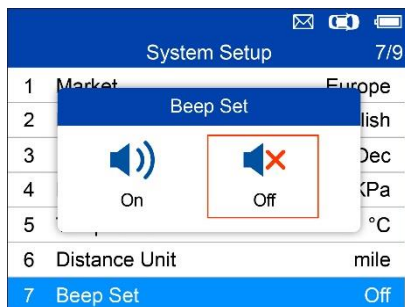 System Setup 7/9
1 Market Europe
Beep Set
2 lish
3 Dec
On Off
4 KPa
5 °C
6 Distance Unit mile
7 Beep Set Off